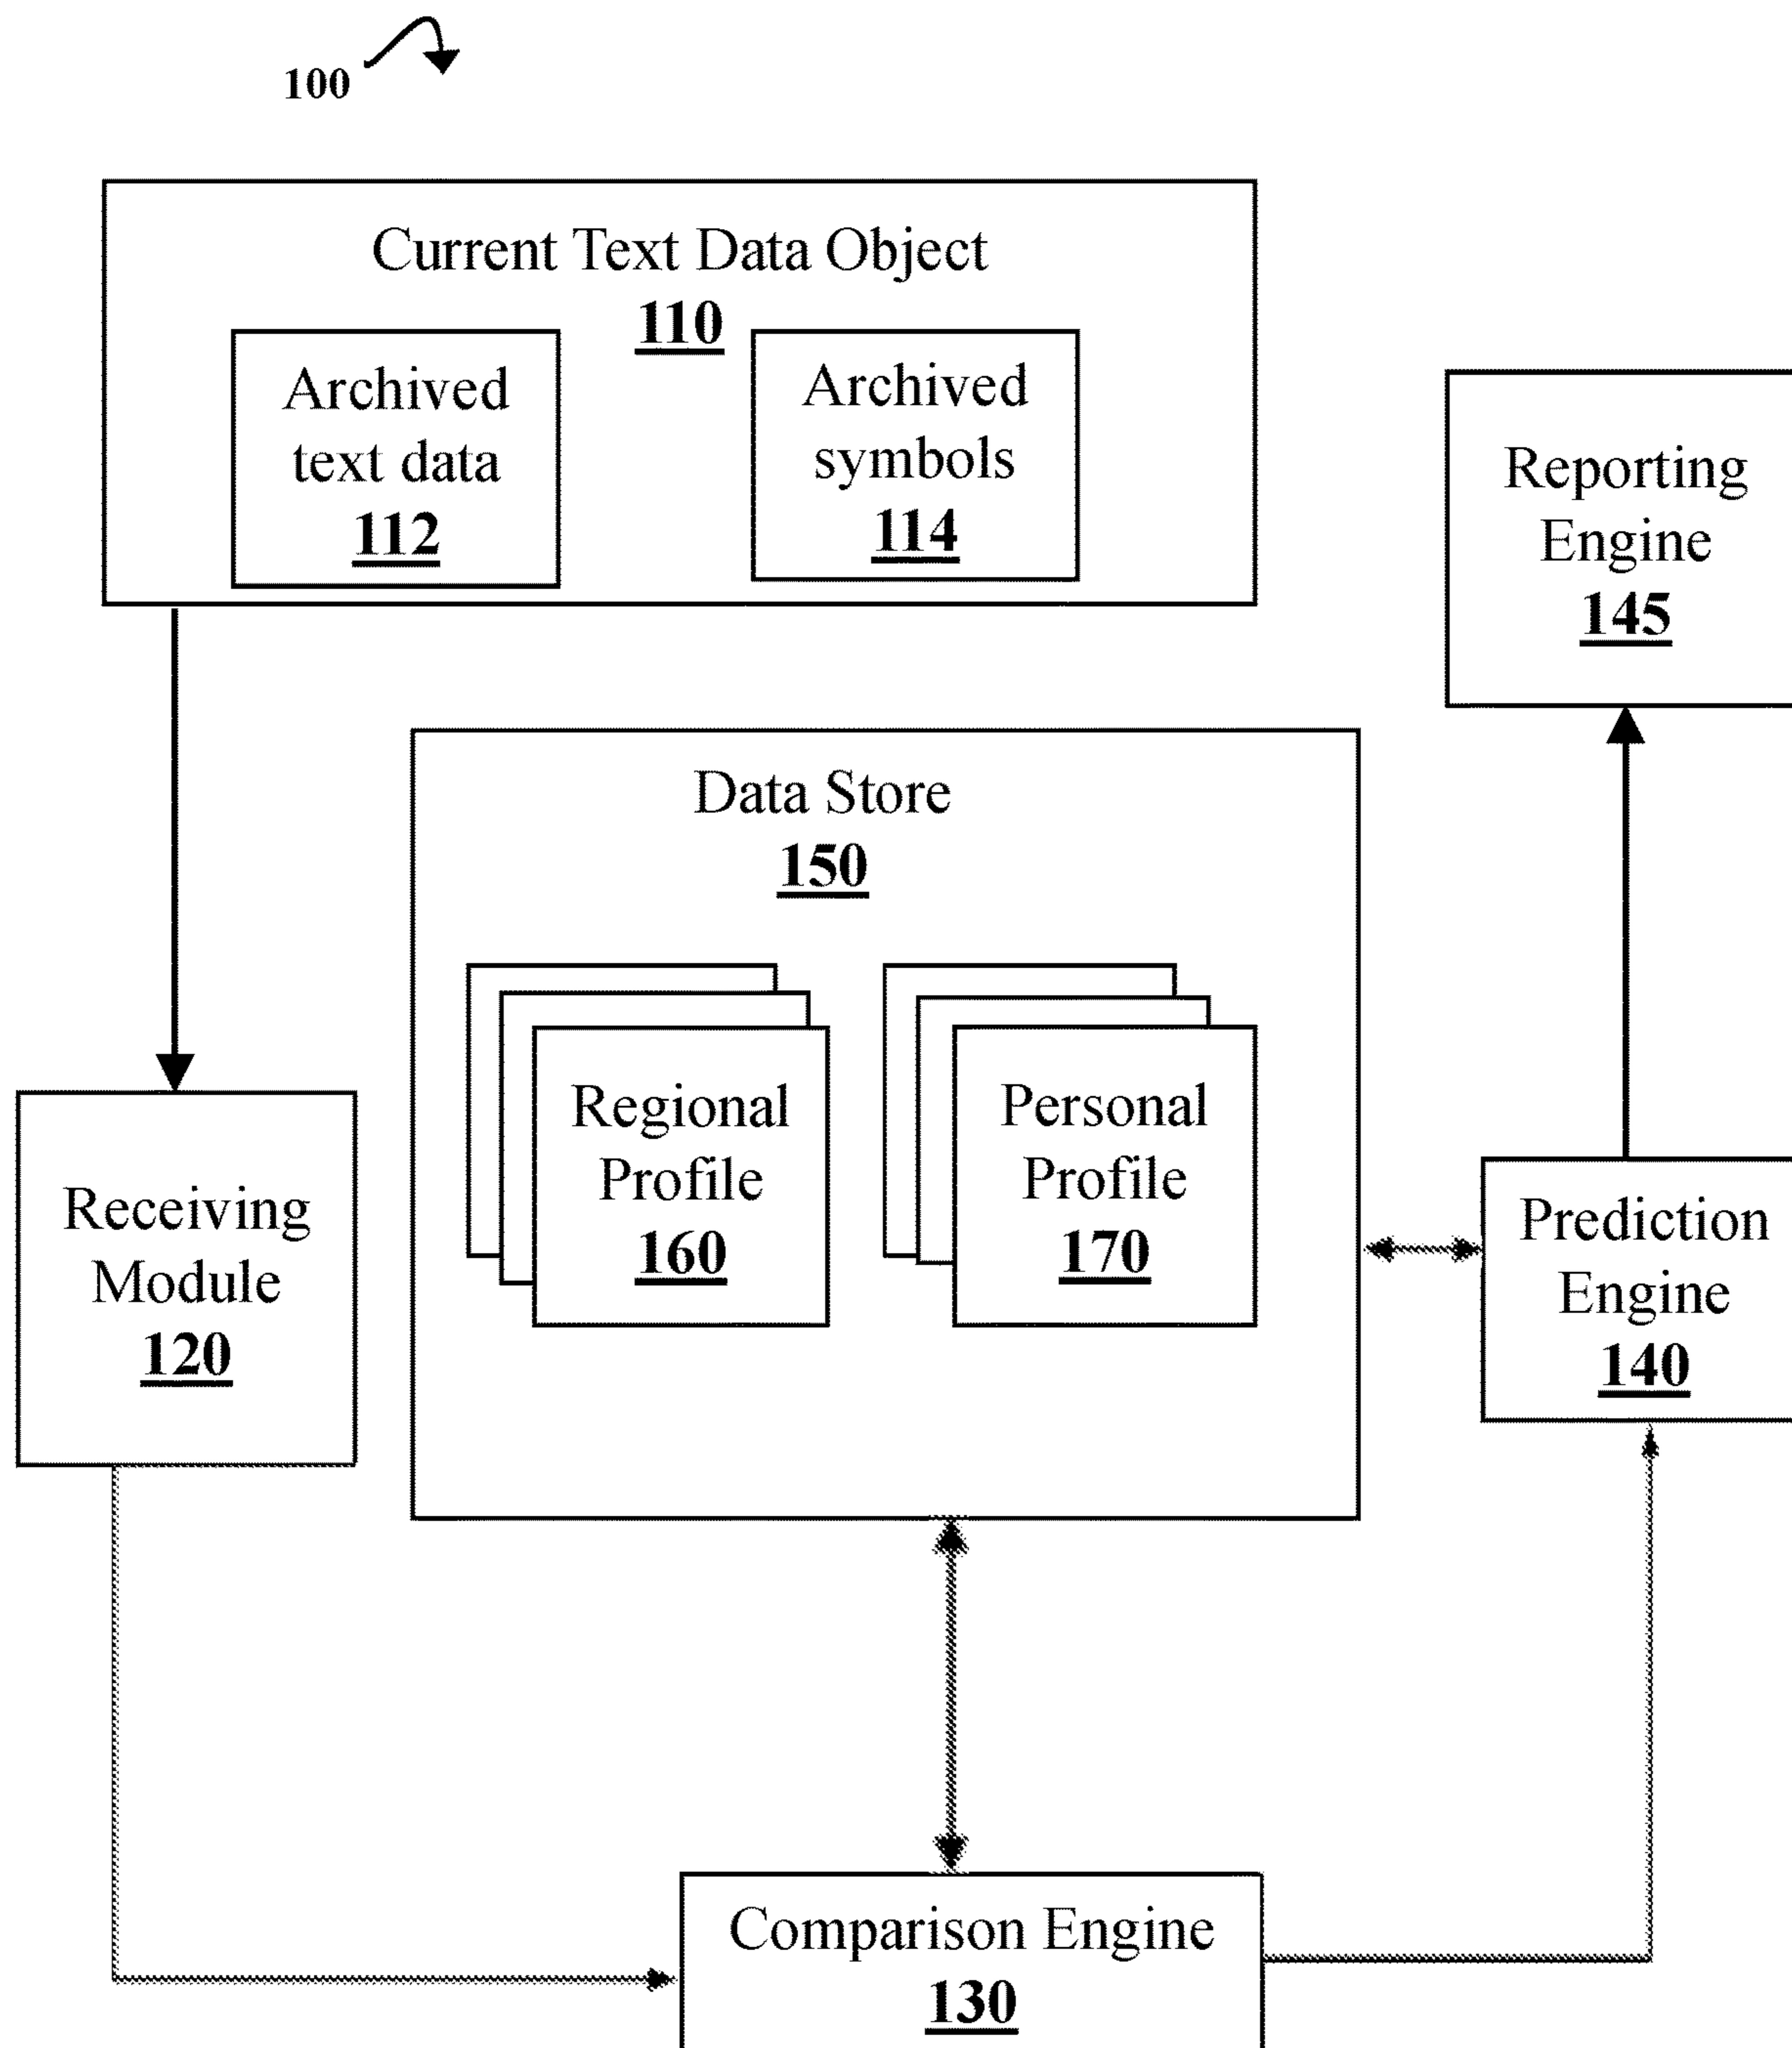 100
Current Text Data Object
110
Archived
text data
112
Archived
symbols
114
Reporting
Engine
145
Data Store
150
Regional
Profile
160
Personal
Profile
170
Receiving
Module
120
Prediction
Engine
140
Comparison Engine
130